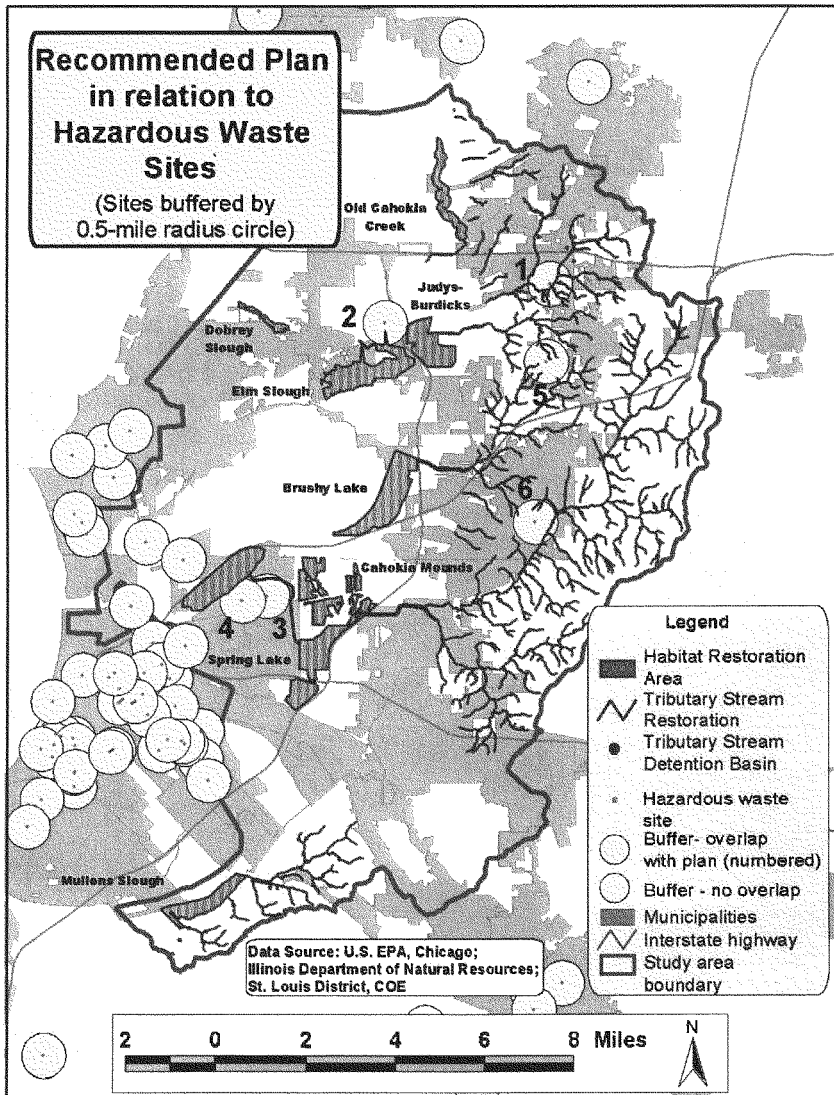 Recommended Plan
in relation to
Hazardous Waste
Sites
(Sites buffered by
0.5-mile radius circle)
Old Cahokia
Creek
1
Judys-
Burdicks
2
Dobrey
Slough
Elm Slough
5
Brushy Lake
6
Cahokia Mounds
4
3
Spring Lake
Mullens Slough
Legend
Habitat Restoration
Area
Tributary Stream
Restoration
Tributary Stream
Detention Basin
Hazardous waste
site
Buffer- overlap
with plan (numbered)
Buffer - no overlap
Municipalities
Interstate highway
Study area
boundary
Data Source: U.S. EPA, Chicago;
Illinois Department of Natural Resources;
St. Louis District, COE
2 0 2 4 6 8 Miles
N